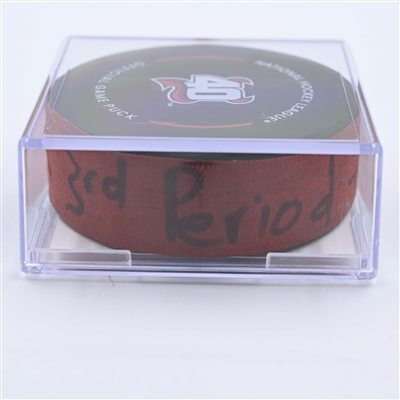 OFFICIAL GAME PUCK
NATIONAL HOCKEY LEAGUE
40
3rd Period